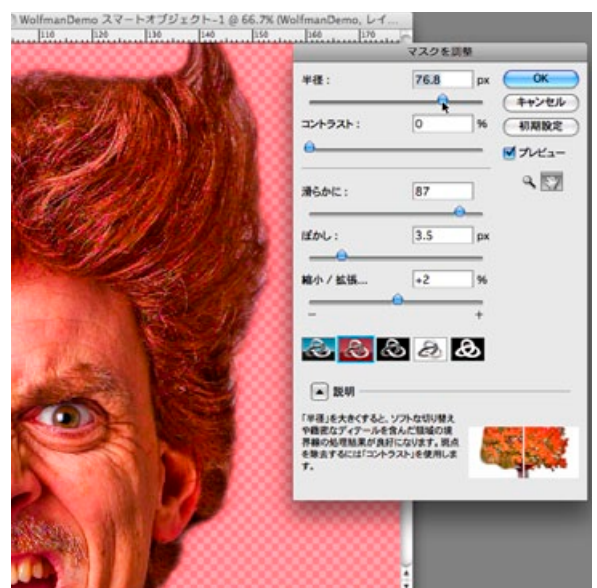 WolfmanDemo スマートオブジェクト-1 @ 66.7% (WolfmanDemo, レイ...
110 120 130 140 150 160 170
マスクを調整
半径： 76.8 px
OK
キャンセル
コントラスト： 0 %
初期設定
プレビュー
滑らかに： 87
ぼかし： 3.5 px
縮小 / 拡張... +2 %
− +
説明
「半径」を大きくすると、ソフトな切り替え
や緻密なディテールを含んだ領域の境
界線の処理結果が良好になります。斑点
を除去するには「コントラスト」を使用しま
す。